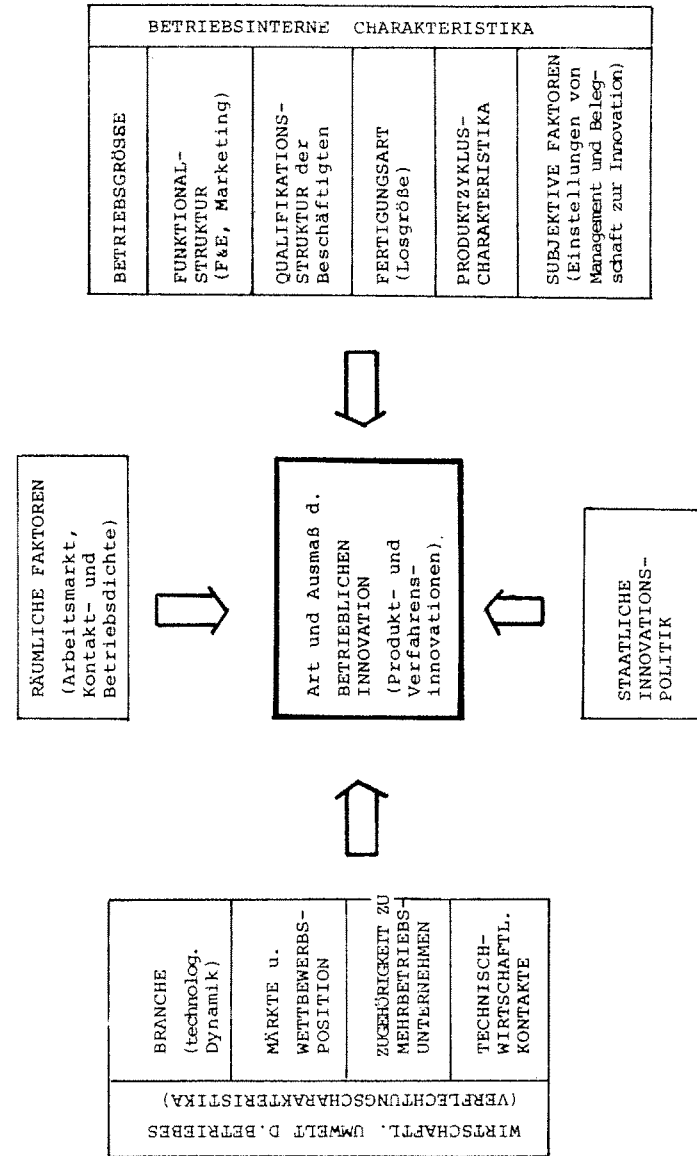 WIRTSCHAFTL. UMWELT D.BETRIEBES
(VERFLECHTUNGSCHARAKTERISTIKA)
BRANCHE
(technolog.
Dynamik)
MÄRKTE u.
WETTBEWERBS-
POSITION
ZUGEHÖRIGKEIT ZU
MEHRBETRIEBS-
UNTERNEHMEN
TECHNISCH-
WIRTSCHAFTL.
KONTAKTE
RÄUMLICHE FAKTOREN
(Arbeitsmarkt,
Kontakt- und
Betriebsdichte)
Art und Ausmaß d.
BETRIEBLICHEN
INNOVATION
(Produkt- und
Verfahrens-
innovationen)
STAATLICHE
INNOVATIONS-
POLITIK
BETRIEBSINTERNE CHARAKTERISTIKA
BETRIEBSGRÖSSE
FUNKTIONAL-
STRUKTUR
(F&E, Marketing)
QUALIFIKATIONS-
STRUKTUR der
Beschäftigten
FERTIGUNGSART
(Losgröße)
PRODUKTZYKLUS-
CHARAKTERISTIKA
SUBJEKTIVE FAKTOREN
(Einstellungen von
Management und Beleg-
schaft zur Innovation)